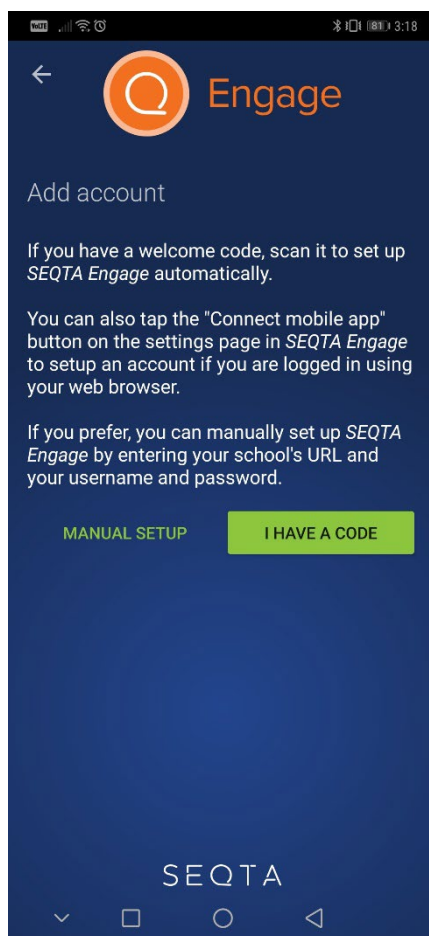 VoLTE 81 3:18
Engage
Add account
If you have a welcome code, scan it to set up
SEQTA Engage automatically.
You can also tap the "Connect mobile app"
button on the settings page in SEQTA Engage
to setup an account if you are logged in using
your web browser.
If you prefer, you can manually set up SEQTA
Engage by entering your school's URL and
your username and password.
MANUAL SETUP I HAVE A CODE
SEQTA